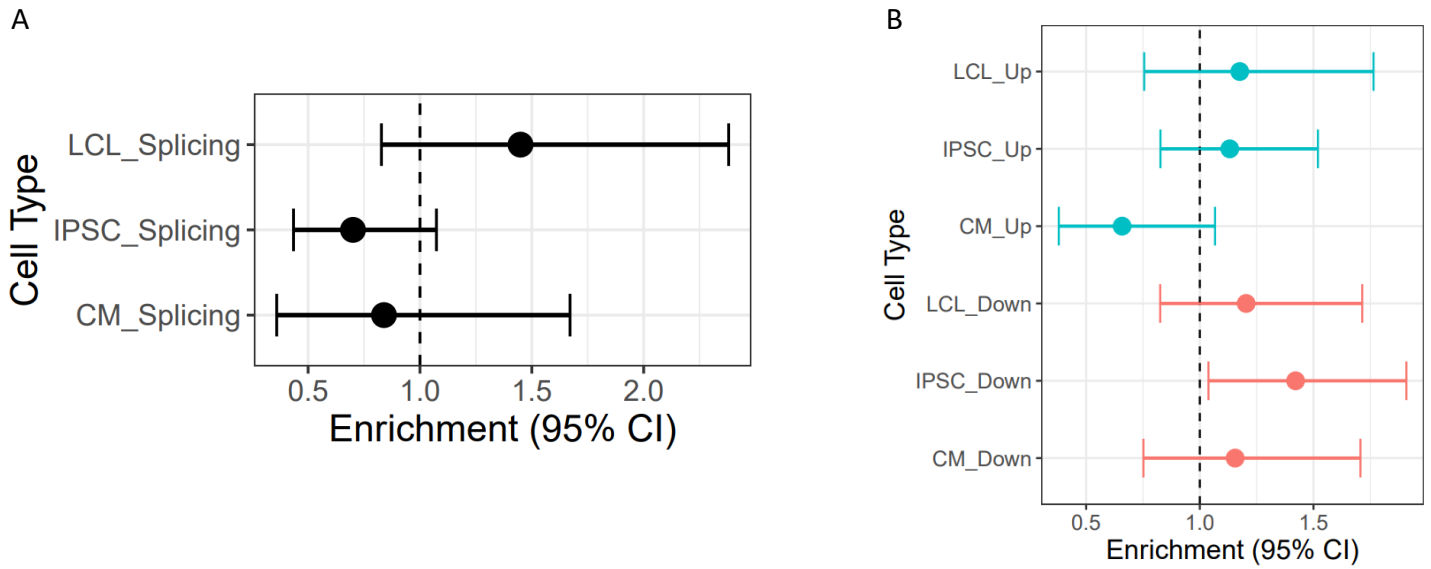 A
Cell Type
LCL_Splicing
IPSC_Splicing
CM_Splicing
0.5 1.0 1.5 2.0
Enrichment (95% CI)
B
Cell Type
LCL_Up
IPSC_Up
CM_Up
LCL_Down
IPSC_Down
CM_Down
0.5 1.0 1.5
Enrichment (95% CI)